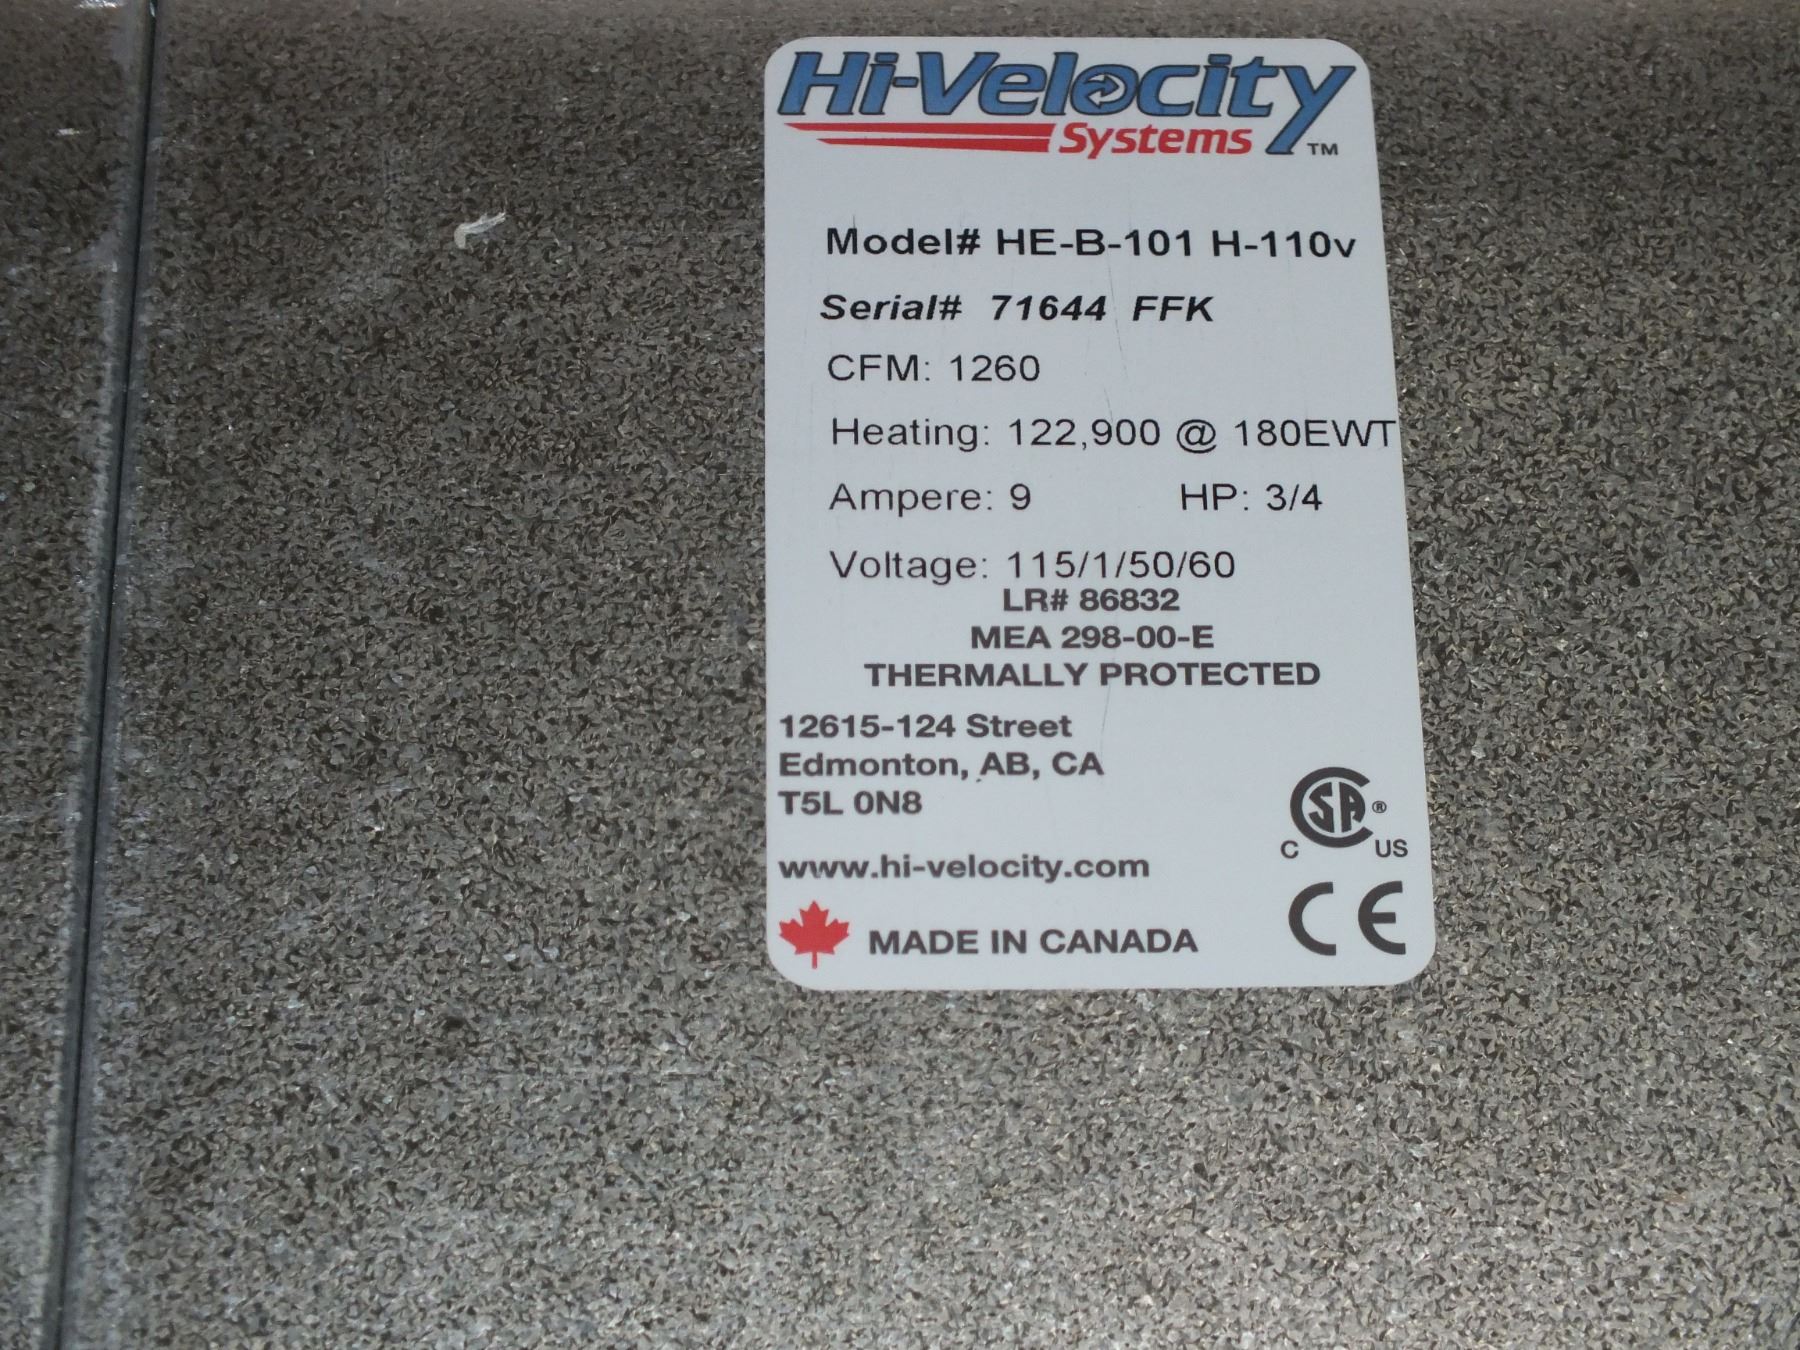 Hi-Velocity
Systems ™
Model# HE-B-101 H-110v
Serial# 71644 FFK
CFM: 1260
Heating: 122,900 @ 180EWT
Ampere: 9 HP: 3/4
Voltage: 115/1/50/60
LR# 86832
MEA 298-00-E
THERMALLY PROTECTED
12615-124 Street
Edmonton, AB, CA
T5L 0N8
SA ®
C US
www.hi-velocity.com
CE
MADE IN CANADA